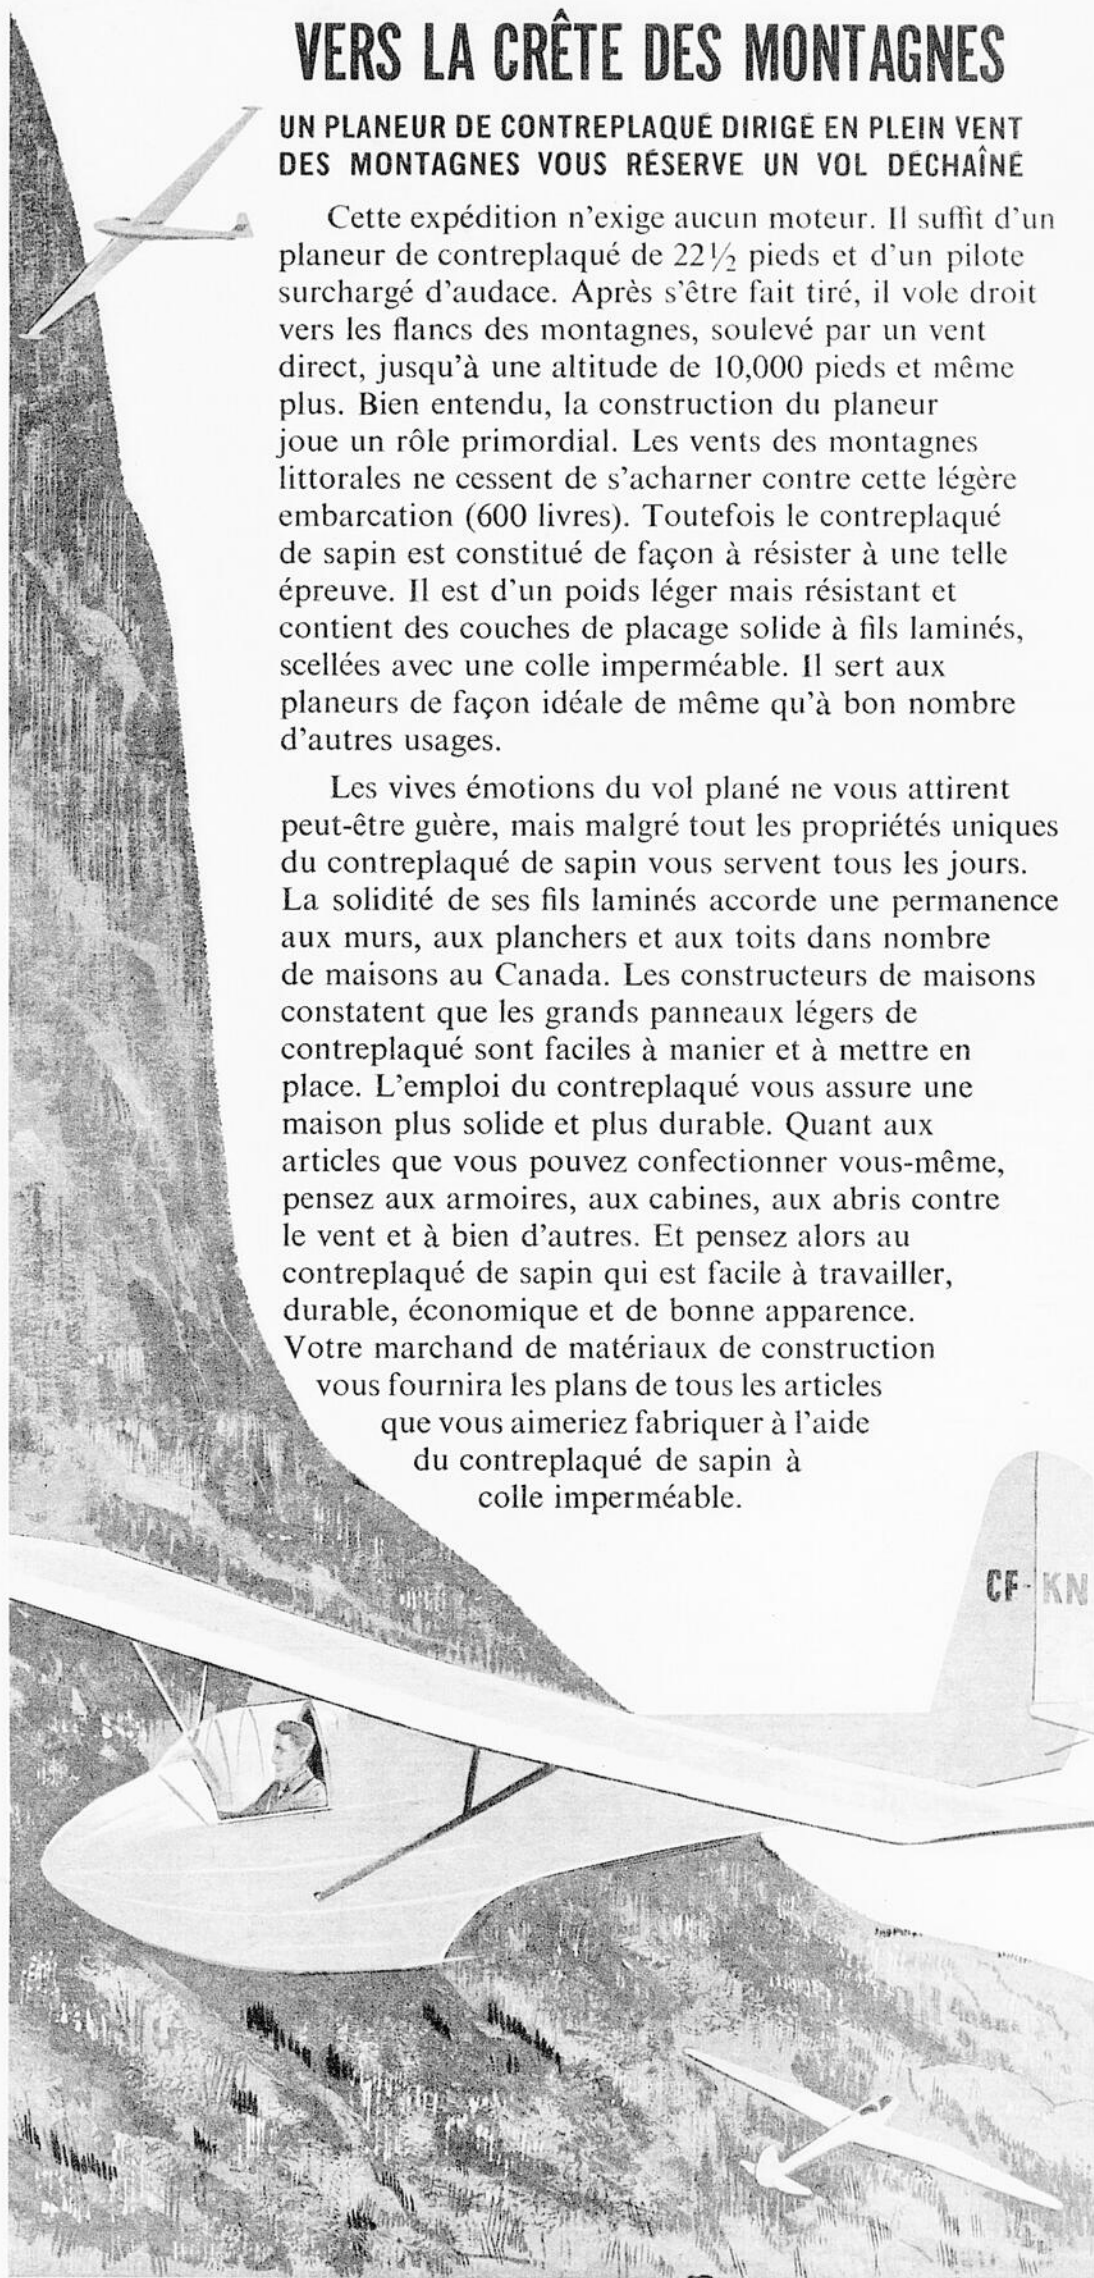 VERS LA CRÊTE DES MONTAGNES
UN PLANEUR DE CONTREPLAQUÉ DIRIGÉ EN PLEIN VENT
DES MONTAGNES VOUS RÉSERVE UN VOL DÉCHAÎNÉ
Cette expédition n'exige aucun moteur. Il suffit d'un
planeur de contreplaqué de 22½ pieds et d'un pilote
surchargé d'audace. Après s'être fait tiré, il vole droit
vers les flancs des montagnes, soulevé par un vent
direct, jusqu'à une altitude de 10,000 pieds et même
plus. Bien entendu, la construction du planeur
joue un rôle primordial. Les vents des montagnes
littorales ne cessent de s'acharner contre cette légère
embarcation (600 livres). Toutefois le contreplaqué
de sapin est constitué de façon à résister à une telle
épreuve. Il est d'un poids léger mais résistant et
contient des couches de placage solide à fils laminés,
scellées avec une colle imperméable. Il sert aux
planeurs de façon idéale de même qu'à bon nombre
d'autres usages.
Les vives émotions du vol plané ne vous attirent
peut-être guère, mais malgré tout les propriétés uniques
du contreplaqué de sapin vous servent tous les jours.
La solidité de ses fils laminés accorde une permanence
aux murs, aux planchers et aux toits dans nombre
de maisons au Canada. Les constructeurs de maisons
constatent que les grands panneaux légers de
contreplaqué sont faciles à manier et à mettre en
place. L'emploi du contreplaqué vous assure une
maison plus solide et plus durable. Quant aux
articles que vous pouvez confectionner vous-même,
pensez aux armoires, aux cabines, aux abris contre
le vent et à bien d'autres. Et pensez alors au
contreplaqué de sapin qui est facile à travailler,
durable, économique et de bonne apparence.
Votre marchand de matériaux de construction
vous fournira les plans de tous les articles
que vous aimeriez fabriquer à l'aide
du contreplaqué de sapin à
colle imperméable.
CF-KN